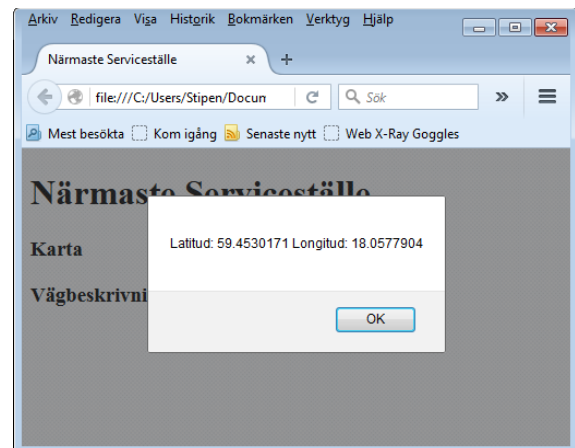 Arkiv Redigera Visa Historik Bokmärken Verktyg Hjälp
Närmaste Serviceställe × +
file:///C:/Users/Stipen/Docun Sök »
Mest besökta Kom igång Senaste nytt Web X-Ray Goggles
Närmaste Serviceställe
Karta
Latitud: 59.4530171 Longitud: 18.0577904
Vägbeskrivni
OK